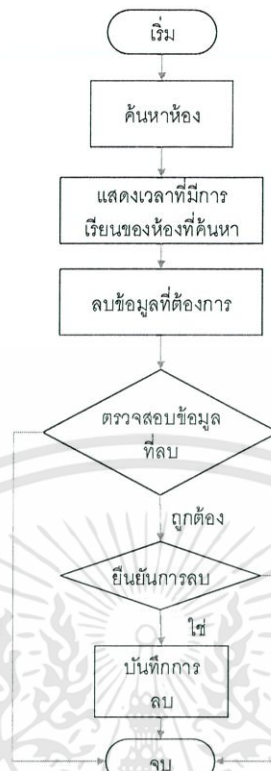 เริ่ม
ค้นหาห้อง
แสดงเวลาที่มีการ
เรียนของห้องที่ค้นหา
ลบข้อมูลที่ต้องการ
ตรวจสอบข้อมูล
ที่ลบ
ถูกต้อง
ยืนยันการลบ
ใช่
บันทึกการ
ลบ
จบ